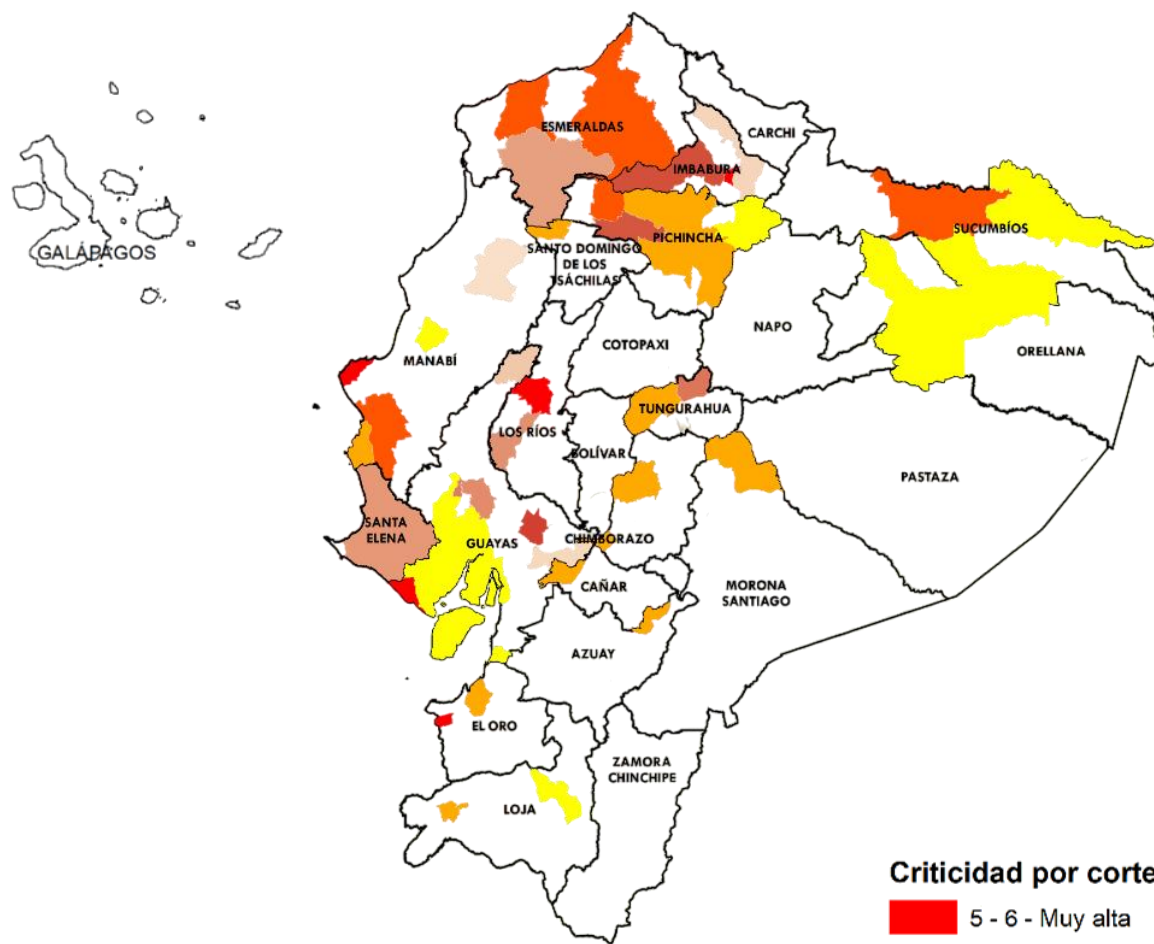 CARCHI
ESMERALDAS
IMBABURA
SUCUMBÍOS
PICHINCHA
GALÁPAGOS
SANTO DOMINGO
DE LOS
TSÁCHILAS
NAPO
COTOPAXI
ORELLANA
MANABÍ
TUNGURAHUA
LOS RÍOS
BOLÍVAR
PASTAZA
SANTA
ELENA
GUAYAS
CHIMBORAZO
CAÑAR
MORONA
SANTIAGO
AZUAY
EL ORO
ZAMORA
CHINCHIPE
LOJA
Criticidad por corte
5 - 6 - Muy alta